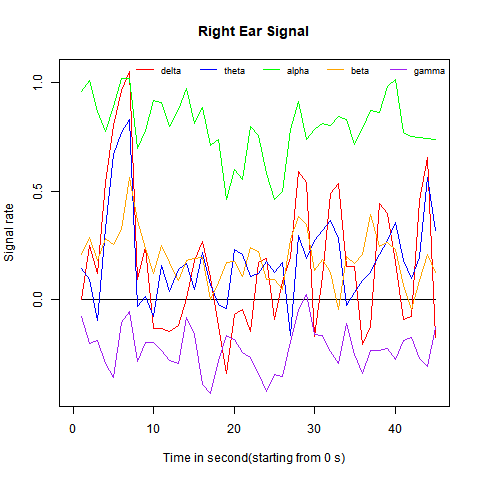 Right Ear Signal
delta theta alpha beta gamma
1.0
0.5
0.0
Signal rate
0 10 20 30 40
Time in second(starting from 0 s)